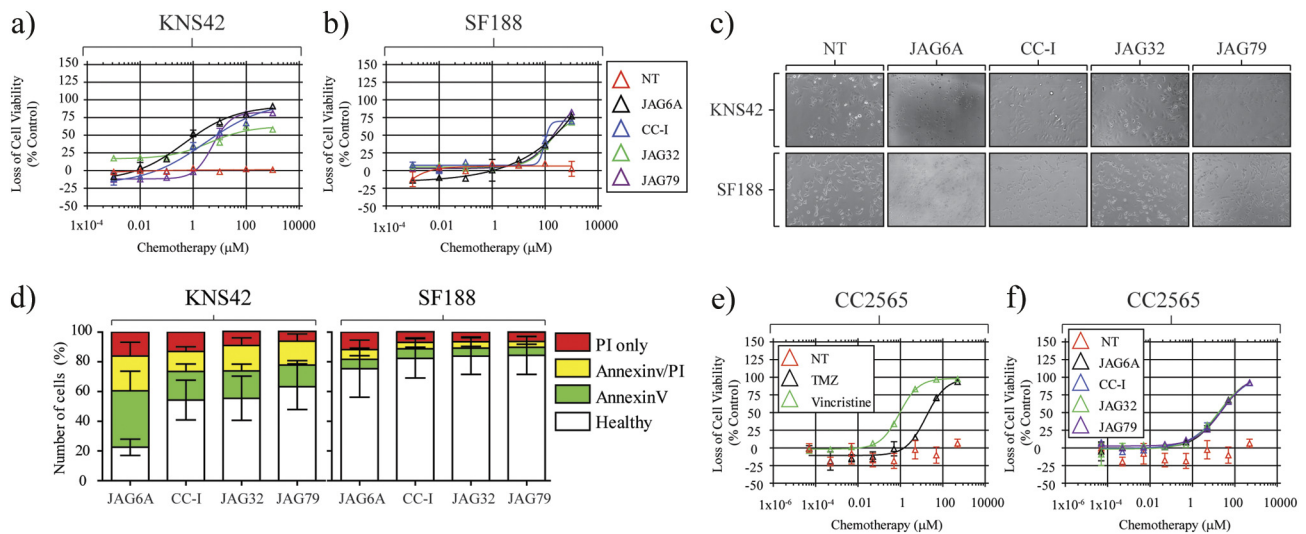 a)
KNS42
Loss of Cell Viability
(% Control)
150
125
100
75
50
25
0
-25
-50
1x10-4
0.01
1
100
10000
Chemotherapy (μM)
b)
SF188
Loss of Cell Viability
(% Control)
150
125
100
75
50
25
0
-25
-50
1x10-4
0.01
1
100
10000
Chemotherapy (μM)
NT
JAG6A
CC-I
JAG32
JAG79
c)
NT JAG6A CC-I JAG32 JAG79
KNS42
SF188
d)
KNS42 SF188
Number of cells (%)
100
80
60
40
20
0
JAG6A CC-I JAG32 JAG79 JAG6A CC-I JAG32 JAG79
PI only
Annexinv/PI
AnnexinV
Healthy
e)
CC2565
Loss of Cell Viability
(% Control)
150
125
100
75
50
25
0
-25
-50
NT
TMZ
Vincristine
1x10-6
1x10-4
0.01
1
100
10000
Chemotherapy (μM)
f)
CC2565
Loss of Cell Viability
(% Control)
150
125
100
75
50
25
0
-25
-50
NT
JAG6A
CC-I
JAG32
JAG79
1x10-6
1x10-4
0.01
1
100
10000
Chemotherapy (μM)